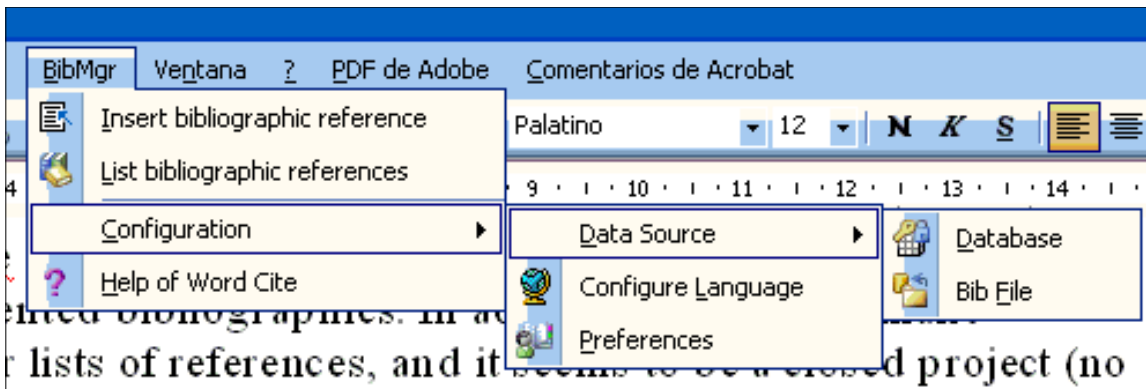 BibMgr Ventana ? PDF de Adobe Comentarios de Acrobat
Insert bibliographic reference
Palatino 12 N K S
List bibliographic references
4 9 10 11 12 13 14
Configuration
Data Source
Database
Help of Word Cite
Configure Language
Bib File
Preferences
lists of references, and it seems to be a closed project (no